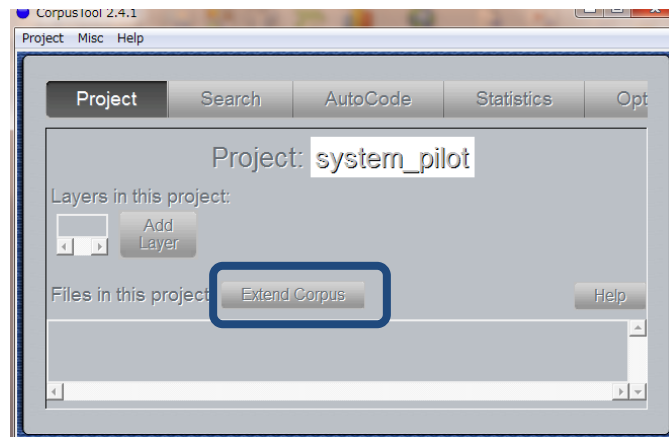 CorpusTool 2.4.1
Project Misc Help
Project Search AutoCode Statistics Opt
Project: system_pilot
Layers in this project:
Add
Layer
Files in this project Extend Corpus Help